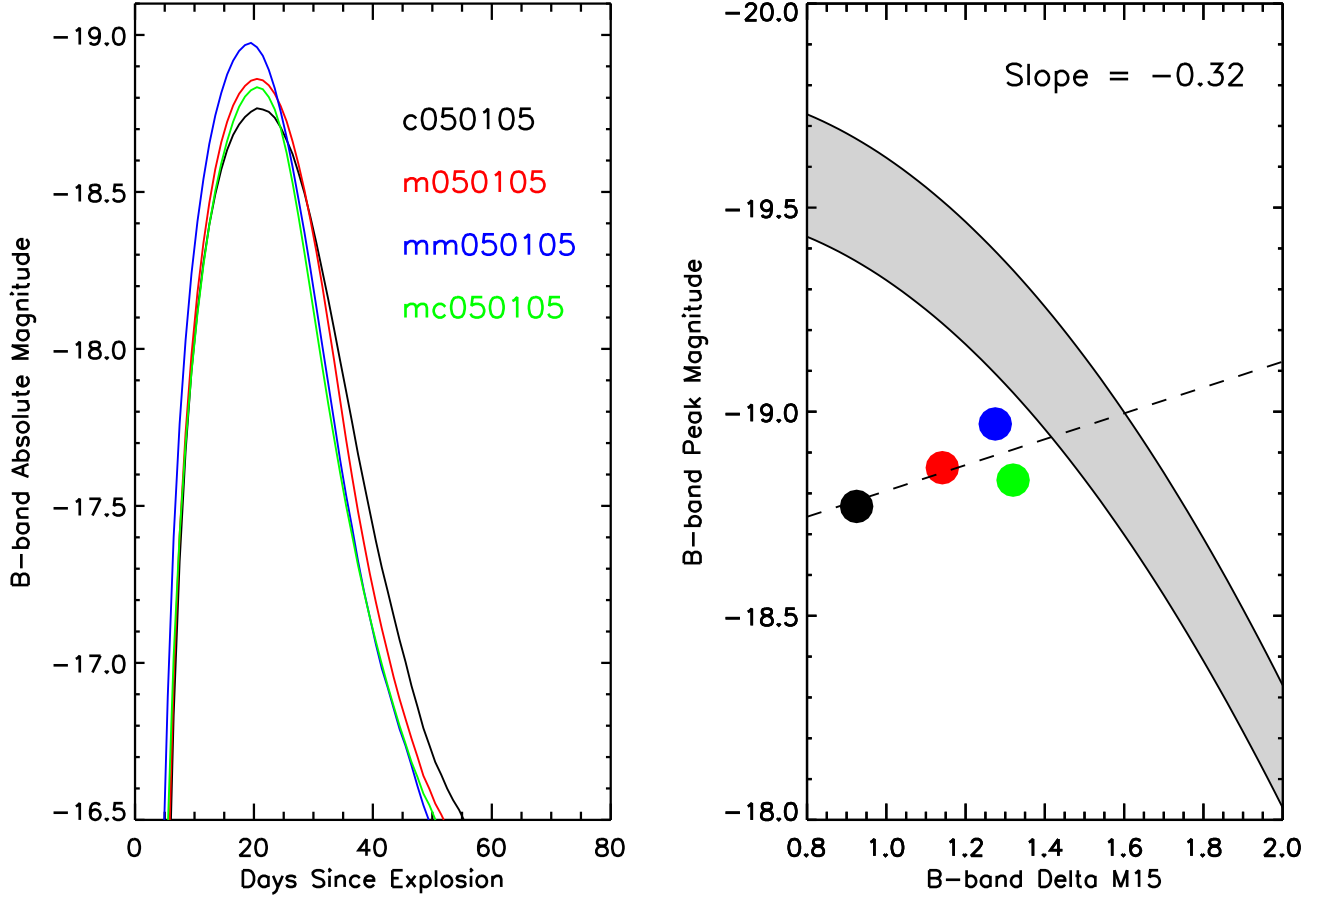 −19.0
−18.5
−18.0
−17.5
−17.0
−16.5
B−band Absolute Magnitude
0
20
40
60
80
Days Since Explosion
c050105
m050105
mm050105
mc050105
−20.0
−19.5
−19.0
−18.5
−18.0
B−band Peak Magnitude
0.8
1.0
1.2
1.4
1.6
1.8
2.0
B−band Delta M15
Slope = −0.32